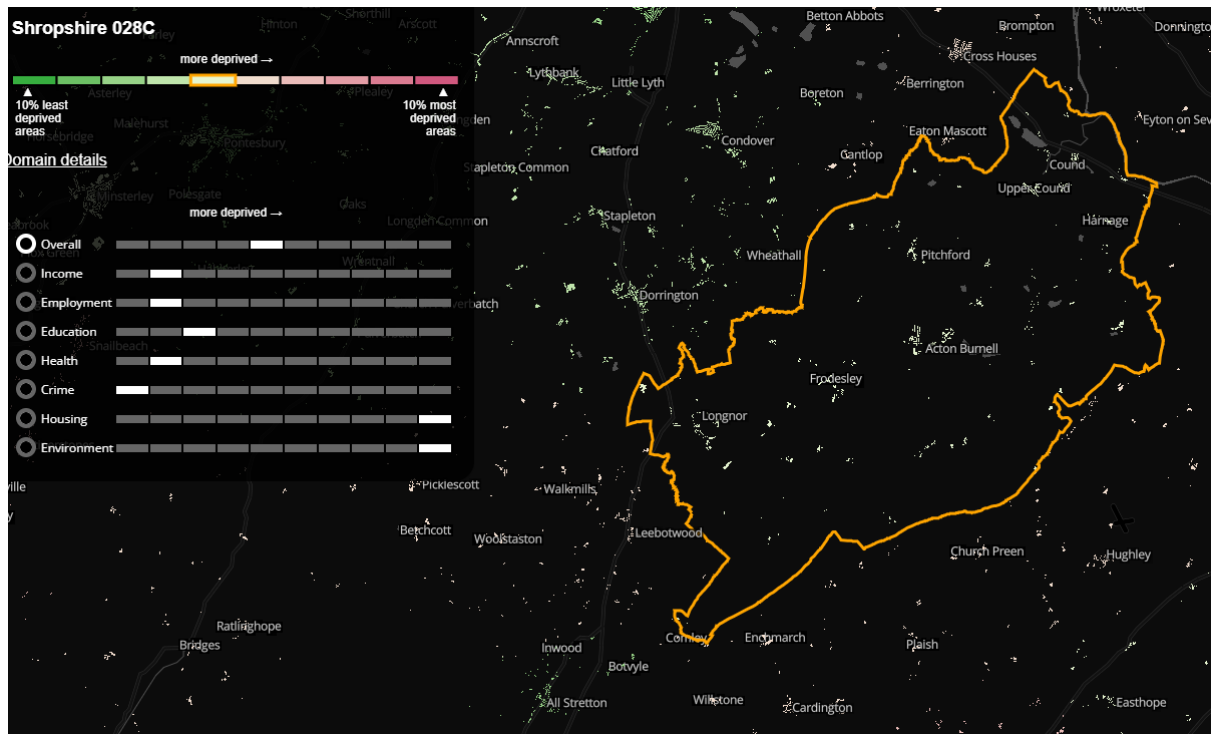 Shropshire 028C
more deprived →
10% least
deprived
areas
10% most
deprived
areas
Domain details
more deprived →
Overall
Income
Employment
Education
Health
Crime
Housing
Environment
Shorthill
Arscott
Hinton
Asterley
Plealey
Malehurst
Pontesbury
Minsterley
Polesgate
Oaks
Longden Common
Wrentnall
Snailbeach
Betton Abbots
Wroxeter
Brompton
Donningto
Annscroft
Cross Houses
Lythbank
Little Lyth
Berrington
Boreton
Eyton on Sev
Condover
Eaton Mascott
Chatford
Cantlop
Cound
Stapleton Common
Upper Cound
Stapleton
Harnage
Wheathall
Pitchford
Dorrington
Acton Burnell
Frodesley
Longnor
Picklescott
Walkmills
Betchcott
Woolstaston
Leebotwood
Church Preen
Hughley
Ratlinghope
Bridges
Comley
Enchmarch
Plaish
Inwood
Botvyle
All Stretton
Willstone
Cardington
Easthope